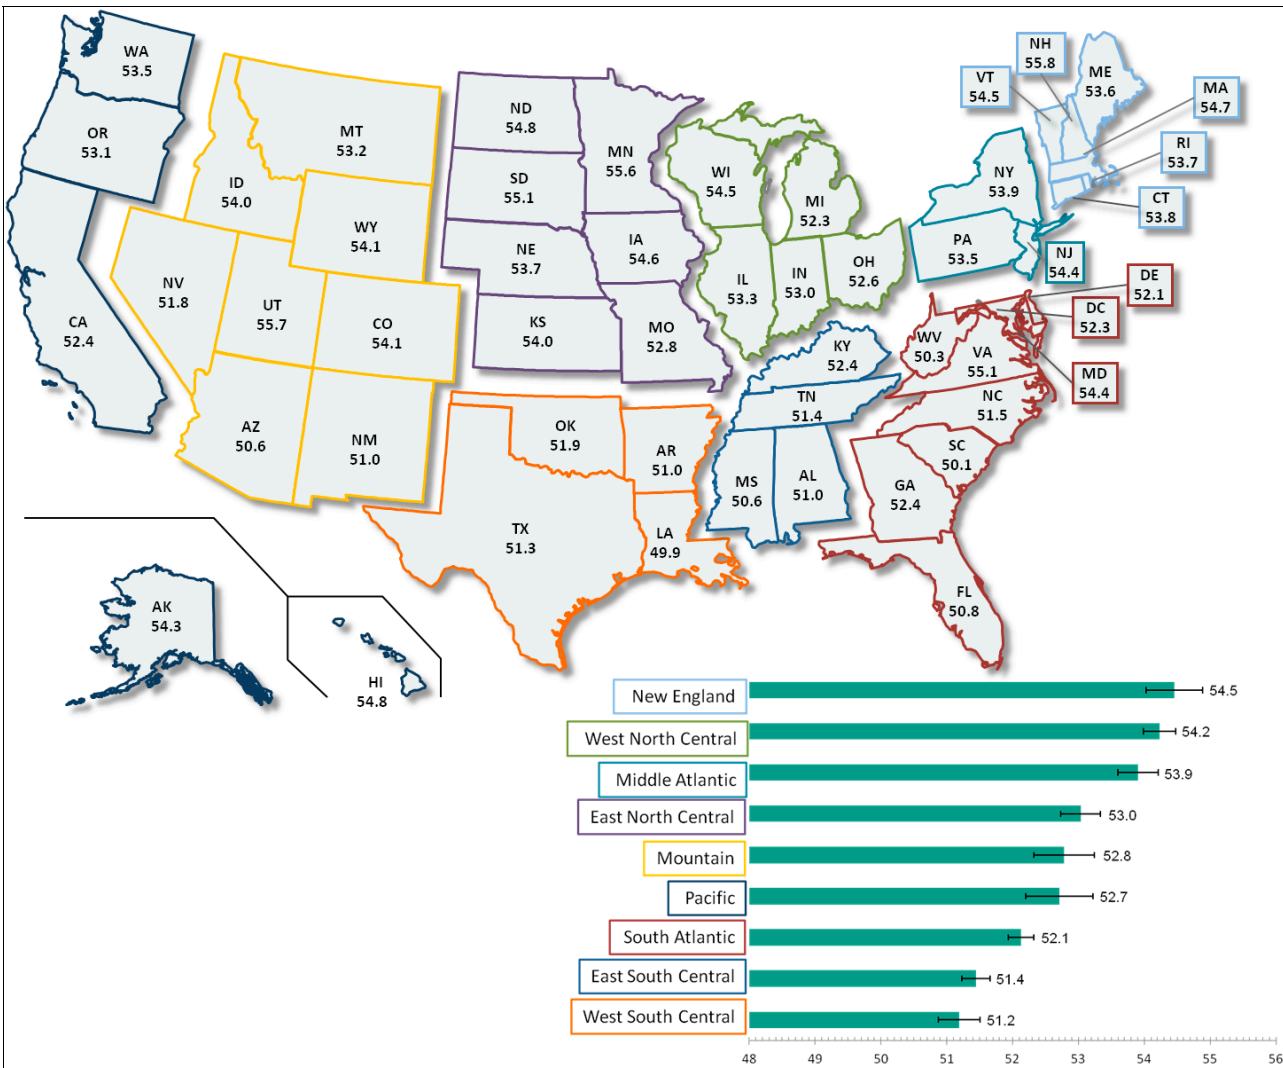 WA
53.5
OR
53.1
CA
52.4
ID
54.0
MT
53.2
WY
54.1
NV
51.8
UT
55.7
CO
54.1
AZ
50.6
NM
51.0
ND
54.8
SD
55.1
NE
53.7
KS
54.0
MN
55.6
IA
54.6
MO
52.8
WI
54.5
MI
52.3
IL
53.3
IN
53.0
OH
52.6
VT
54.5
NH
55.8
ME
53.6
MA
54.7
RI
53.7
CT
53.8
NY
53.9
PA
53.5
NJ
54.4
DE
52.1
DC
52.3
MD
54.4
WV
50.3
VA
55.1
NC
51.5
SC
50.1
GA
52.4
FL
50.8
KY
52.4
TN
51.4
MS
50.6
AL
51.0
OK
51.9
AR
51.0
TX
51.3
LA
49.9
AK
54.3
HI
54.8
New England 54.5
West North Central 54.2
Middle Atlantic 53.9
East North Central 53.0
Mountain 52.8
Pacific 52.7
South Atlantic 52.1
East South Central 51.4
West South Central 51.2
48 49 50 51 52 53 54 55 56